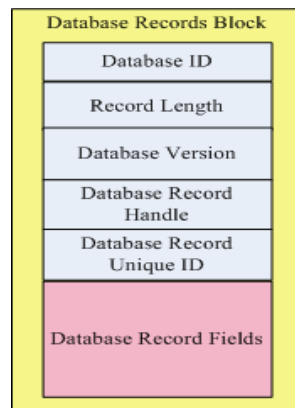 Database Records Block
Database ID
Record Length
Database Version
Database Record
Handle
Database Record
Unique ID
Database Record Fields